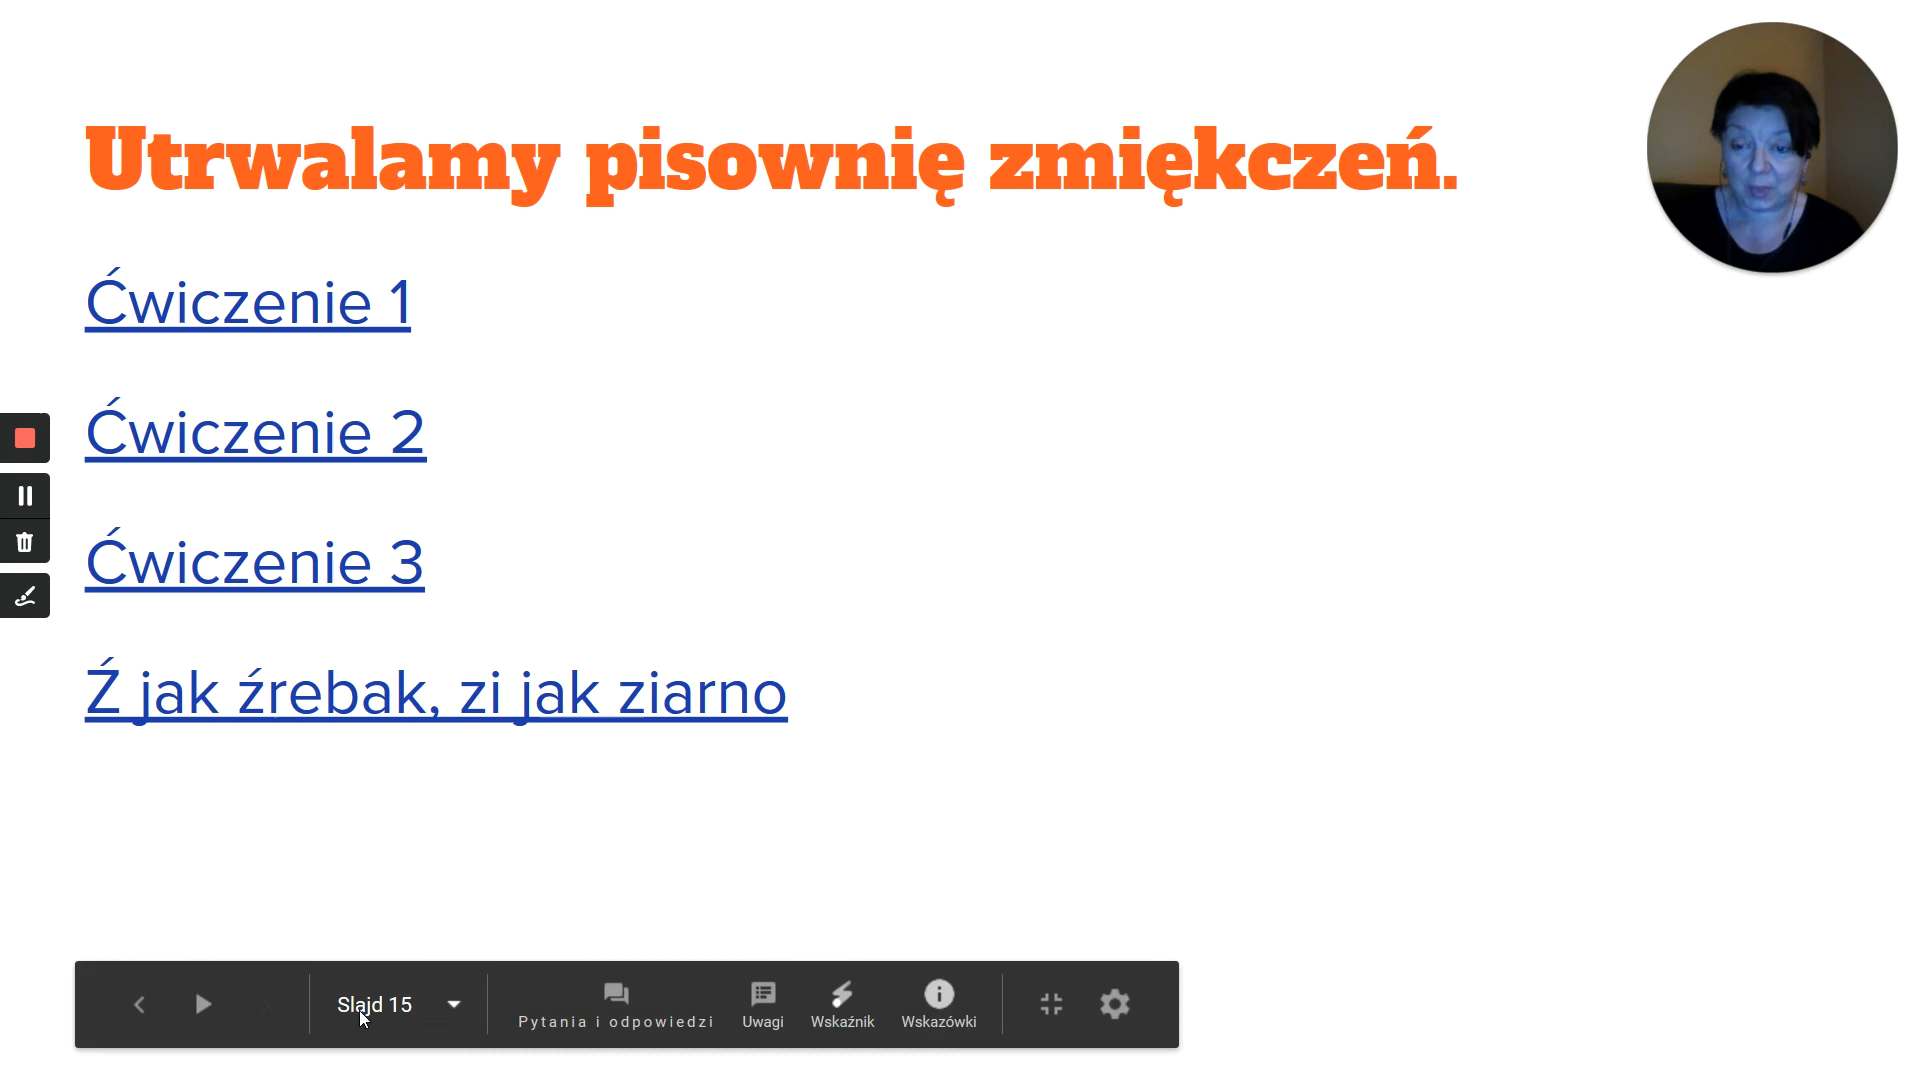 Utrwalamy pisownię zmiękczeń.
Ćwiczenie 1
Ćwiczenie 2
Ćwiczenie 3
Ź jak źrebak, zi jak ziarno
Slajd 15
Pytania i odpowiedzi
Uwagi
Wskaźnik
Wskazówki